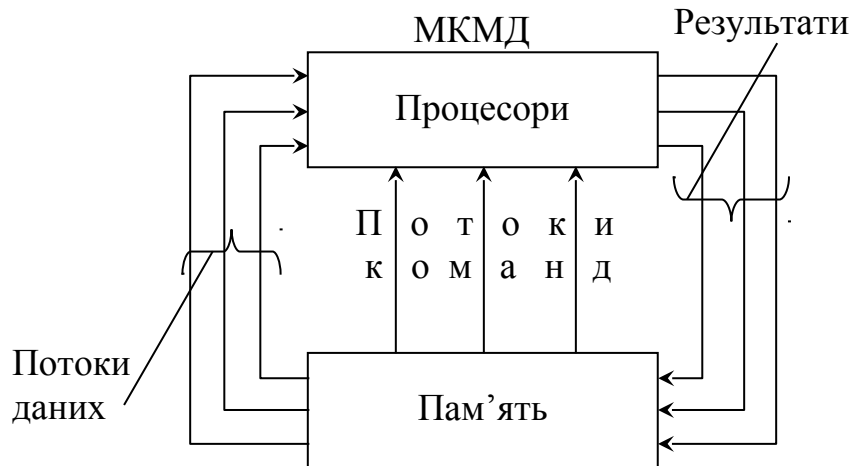 МКМД
Результати
Процесори
П о т о к и
к о м а н д
Потоки
даних
Пам’ять